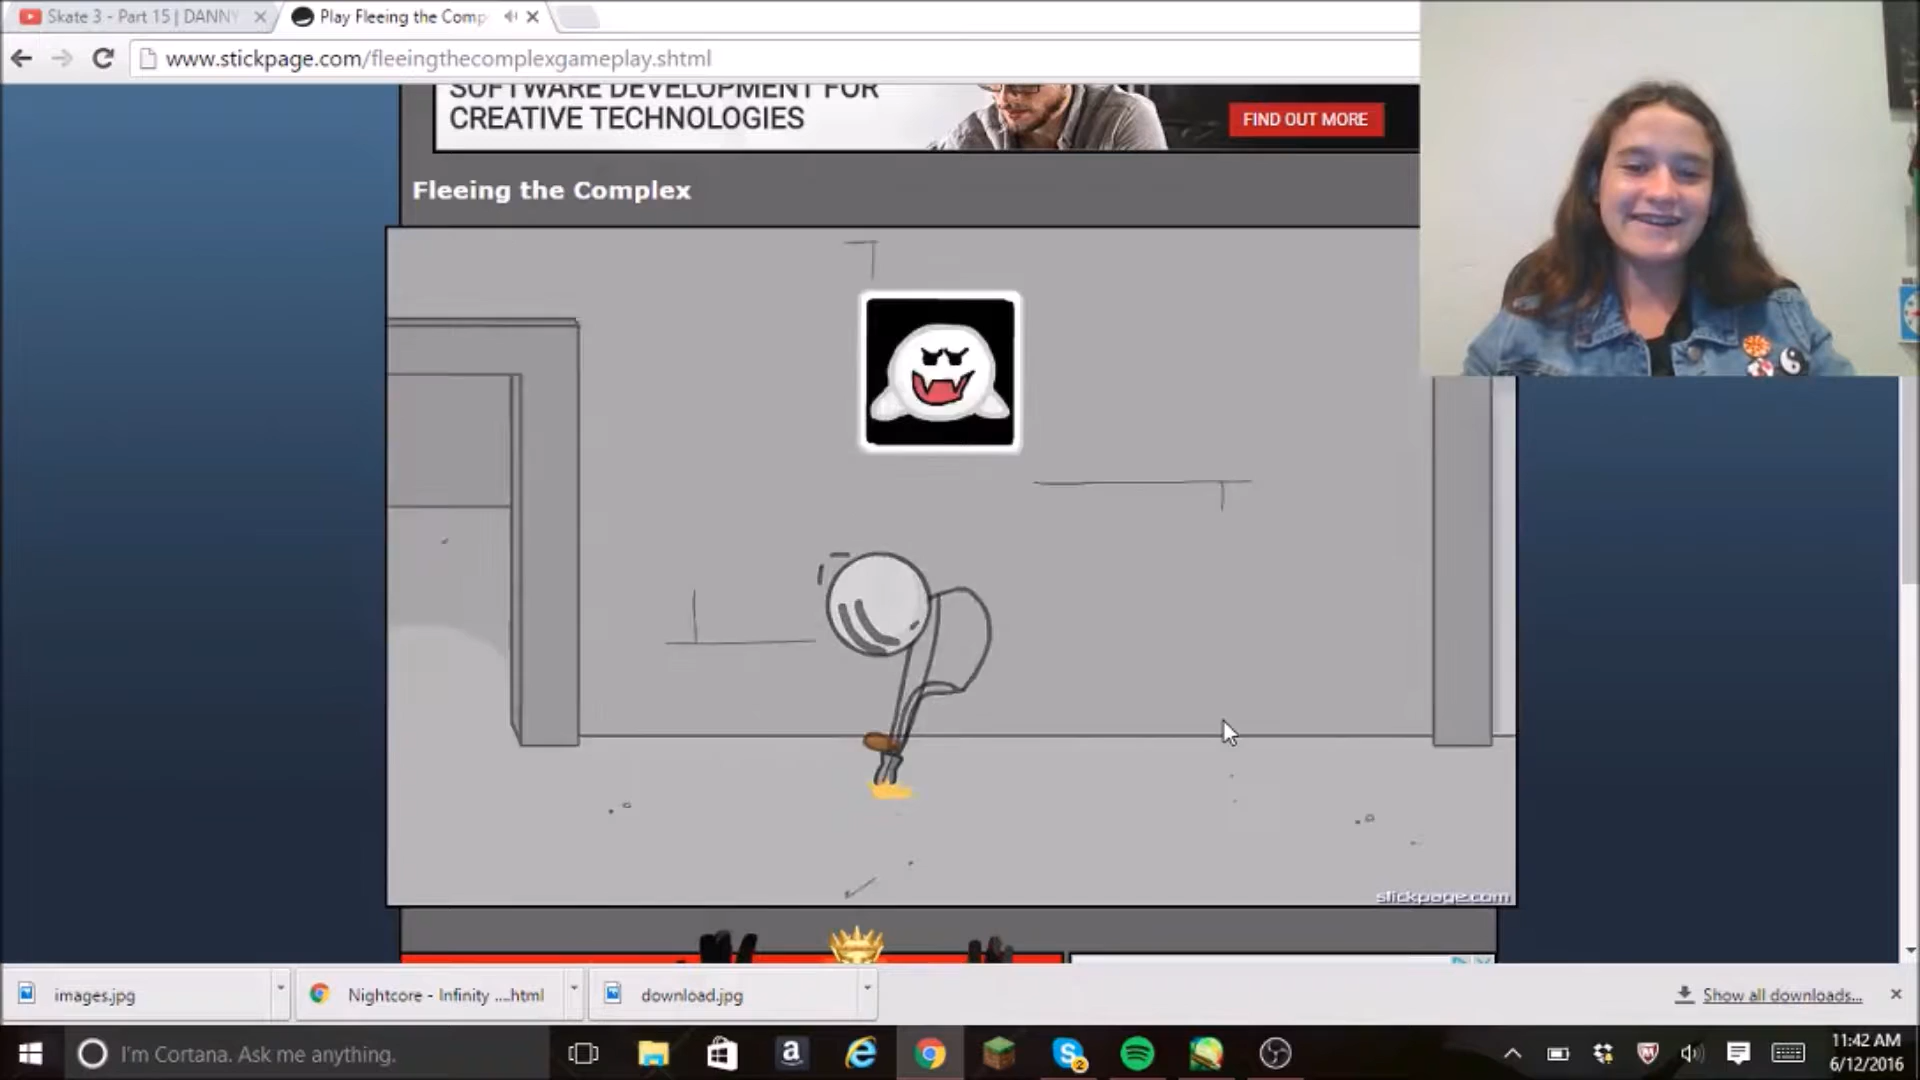 Skate 3 - Part 15 | DANNY
Play Fleeing the Comp
www.stickpage.com/fleeingthecomplexgameplay.shtml
SOFTWARE DEVELOPMENT FOR
CREATIVE TECHNOLOGIES
FIND OUT MORE
Fleeing the Complex
stickpage.com
images.jpg
Nightcore - Infinity ....html
download.jpg
Show all downloads...
I'm Cortana. Ask me anything.
2
11:42 AM
6/12/2016